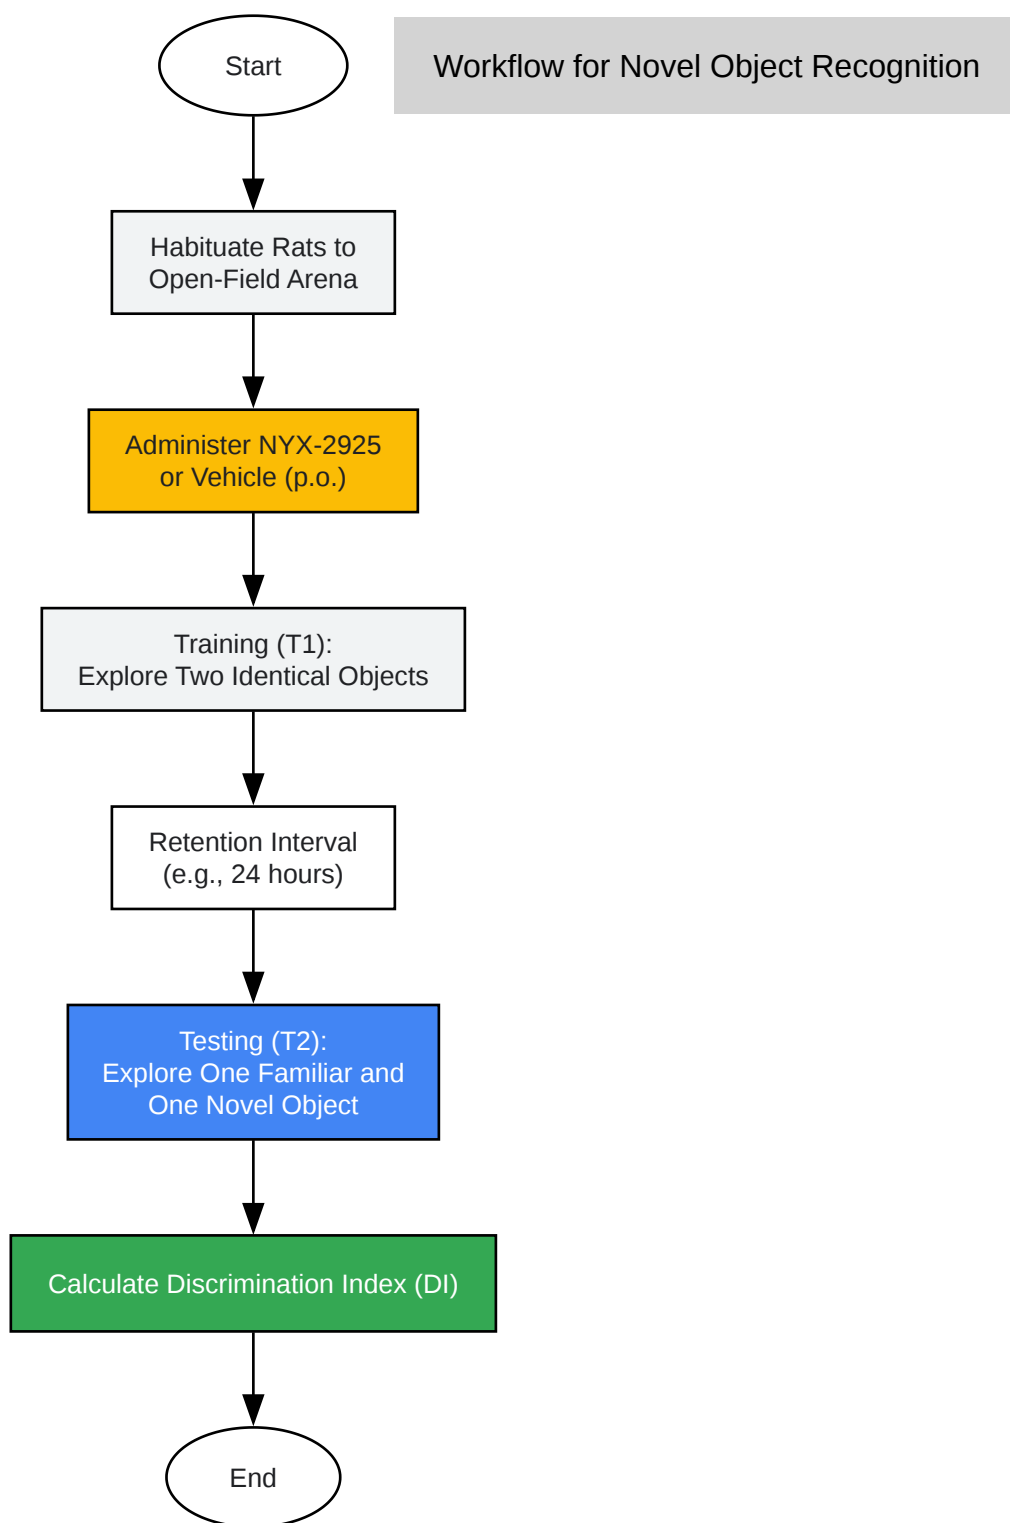 Start
Workflow for Novel Object Recognition
Habituate Rats to
Open-Field Arena
Administer NYX-2925
or Vehicle (p.o.)
Training (T1):
Explore Two Identical Objects
Retention Interval
(e.g., 24 hours)
Testing (T2):
Explore One Familiar and
One Novel Object
Calculate Discrimination Index (DI)
End